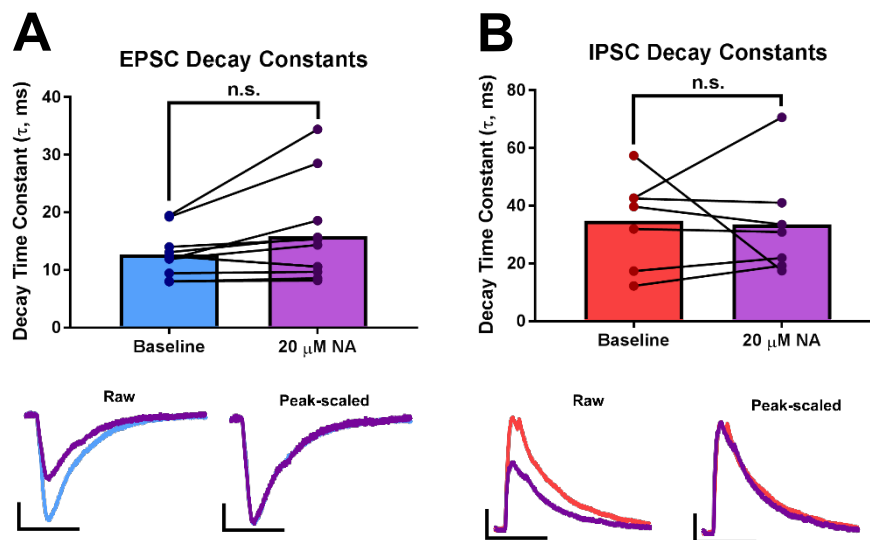 A
EPSC Decay Constants
n.s.
Decay Time Constant (τ, ms)
40
30
20
10
0
Baseline
20 μM NA
Raw
Peak-scaled
B
IPSC Decay Constants
n.s.
Decay Time Constant (τ, ms)
80
60
40
20
0
Baseline
20 μM NA
Raw
Peak-scaled